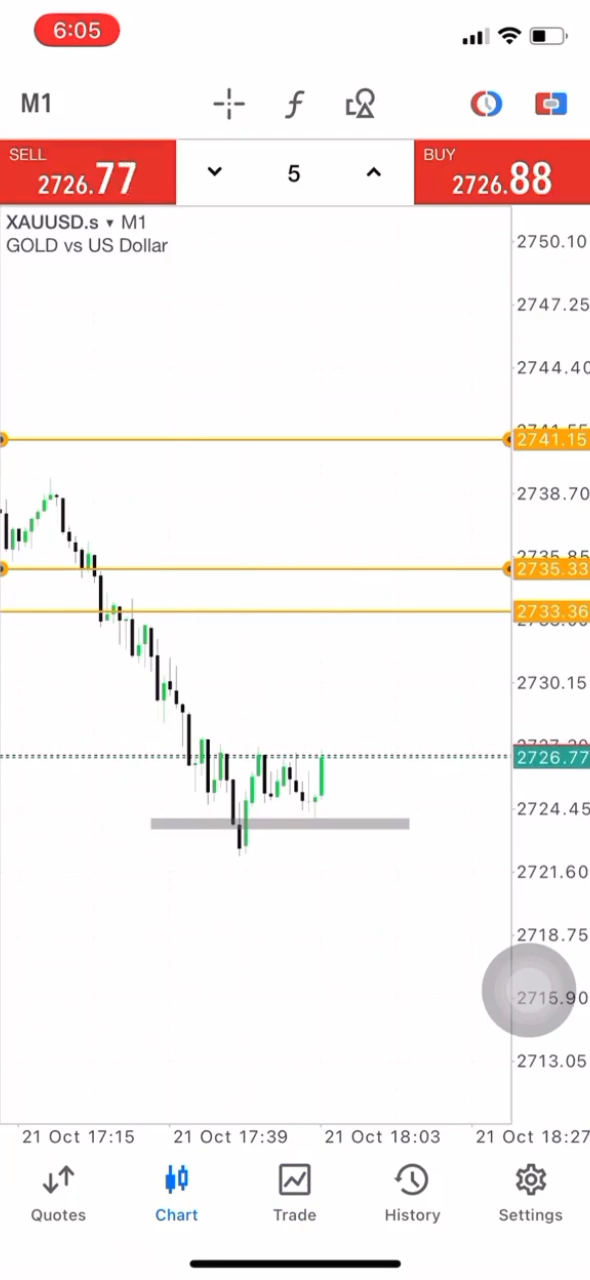 6:05
M1
SELL
2726.77
5
BUY
2726.88
XAUUSD.s ▾ M1
GOLD vs US Dollar
2750.10
2747.25
2744.40
2741.15
2738.70
2735.85
2735.33
2733.36
2730.15
2726.77
2724.45
2721.60
2718.75
2715.90
2713.05
21 Oct 17:15
21 Oct 17:39
21 Oct 18:03
21 Oct 18:27
Quotes
Chart
Trade
History
Settings